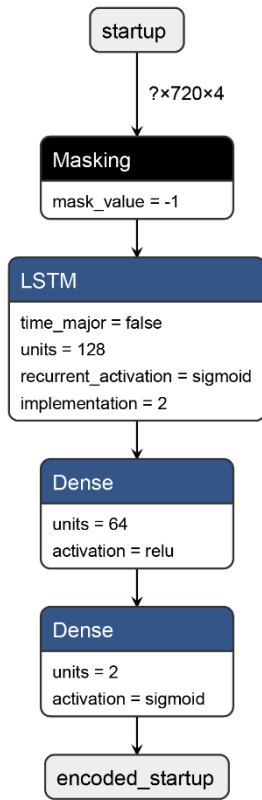 startup
?×720×4
Masking
mask_value = -1
LSTM
time_major = false
units = 128
recurrent_activation = sigmoid
implementation = 2
Dense
units = 64
activation = relu
Dense
units = 2
activation = sigmoid
encoded_startup